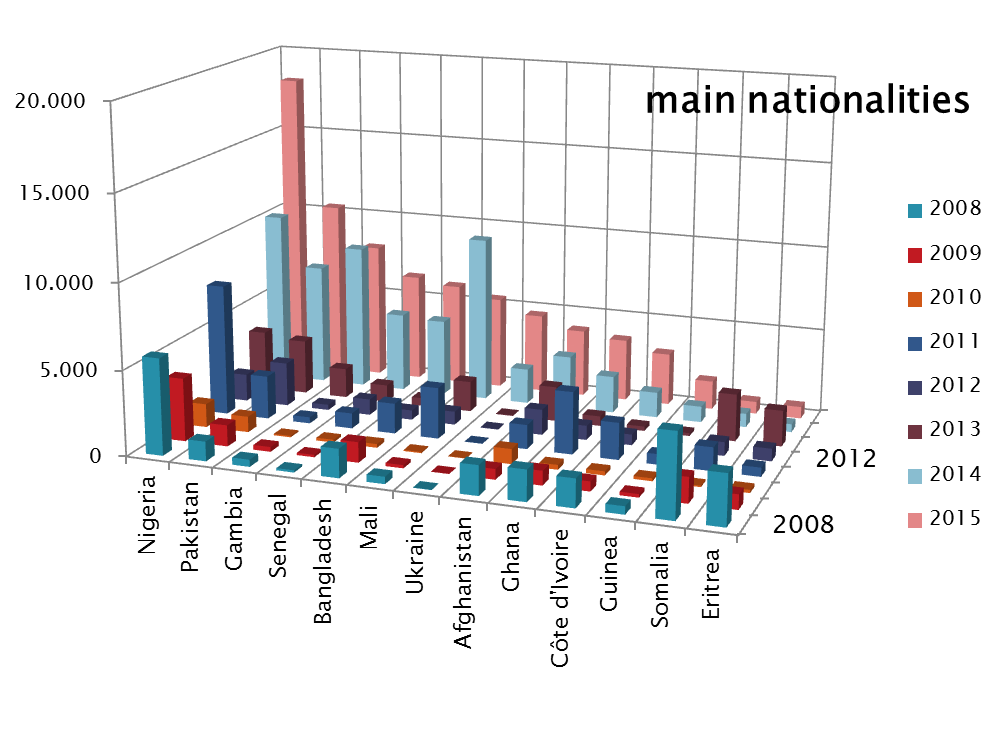 main nationalities
20.000
15.000
10.000
5.000
0
Nigeria
Pakistan
Gambia
Senegal
Bangladesh
Mali
Ukraine
Afghanistan
Ghana
Côte d'Ivoire
Guinea
Somalia
Eritrea
2008
2012
2008
2009
2010
2011
2012
2013
2014
2015